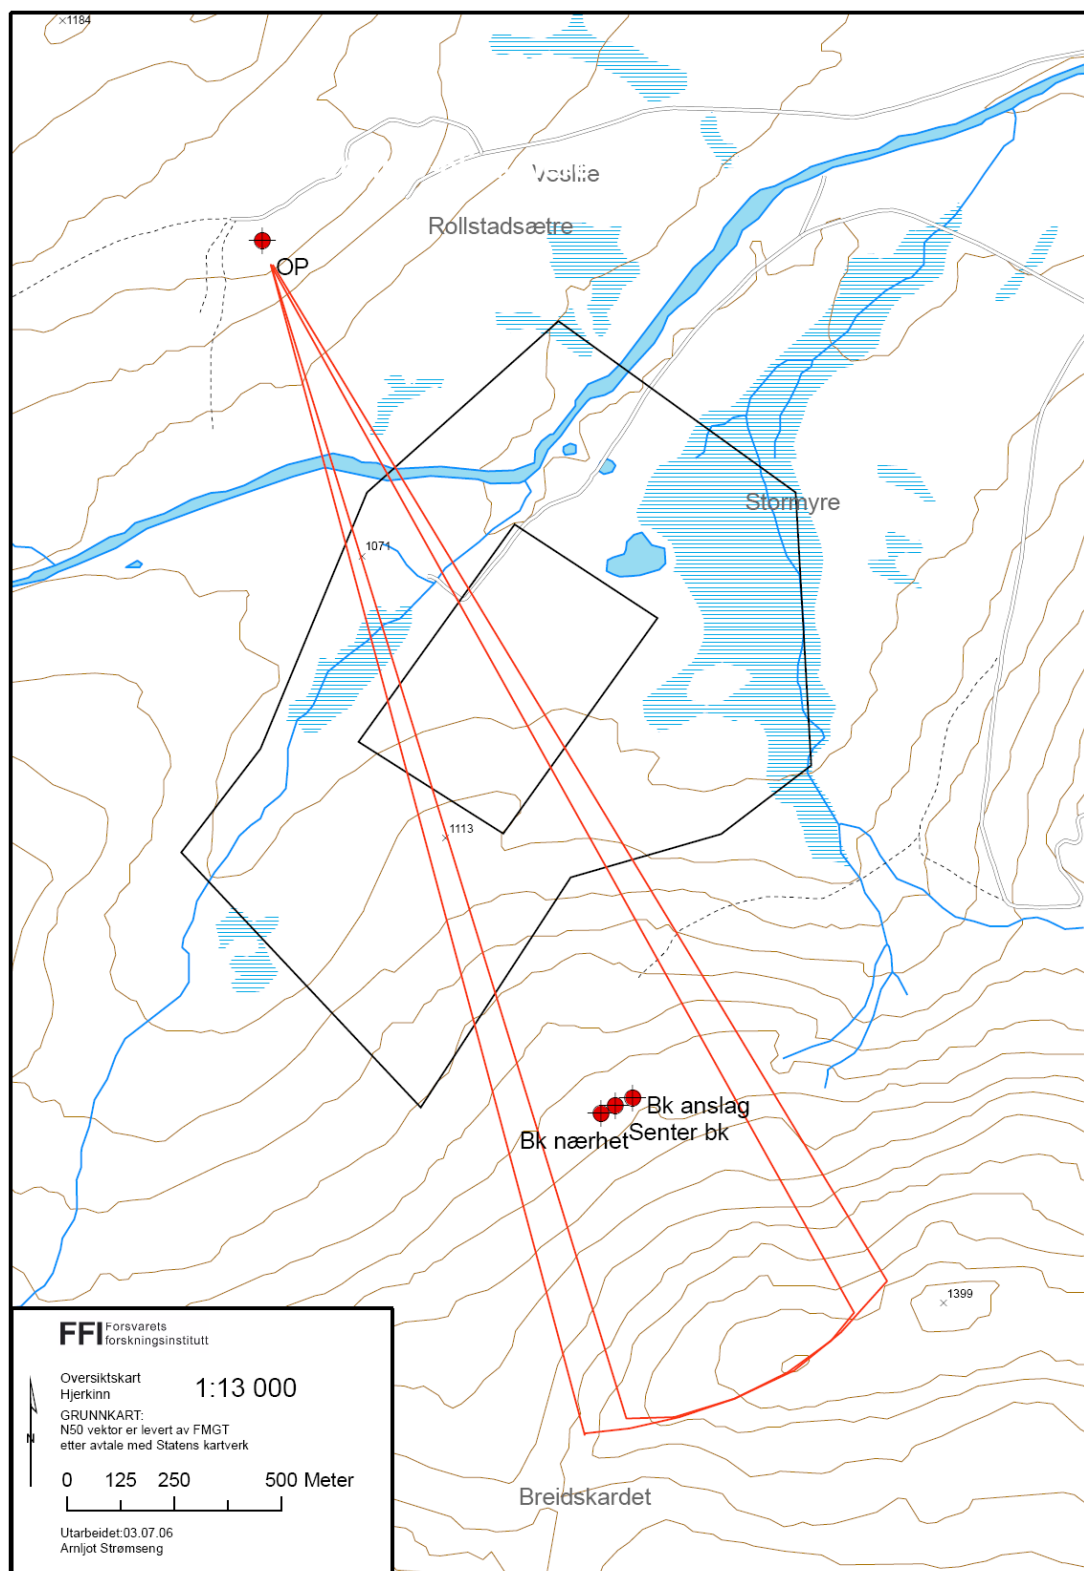 1184
Veslie
Rollstadsætre
OP
Stormyre
1071
1113
Bk anslag
Senter bk
Bk nærhet
1399
FFI Forsvarets
forskningsinstitutt
Oversiktskart
Hjerkinn
1:13 000
GRUNNKART:
N50 vektor er levert av FMGT
etter avtale med Statens kartverk
N
0 125 250 500 Meter
Utarbeidet:03.07.06
Arnljot Strømseng
Breidskardet